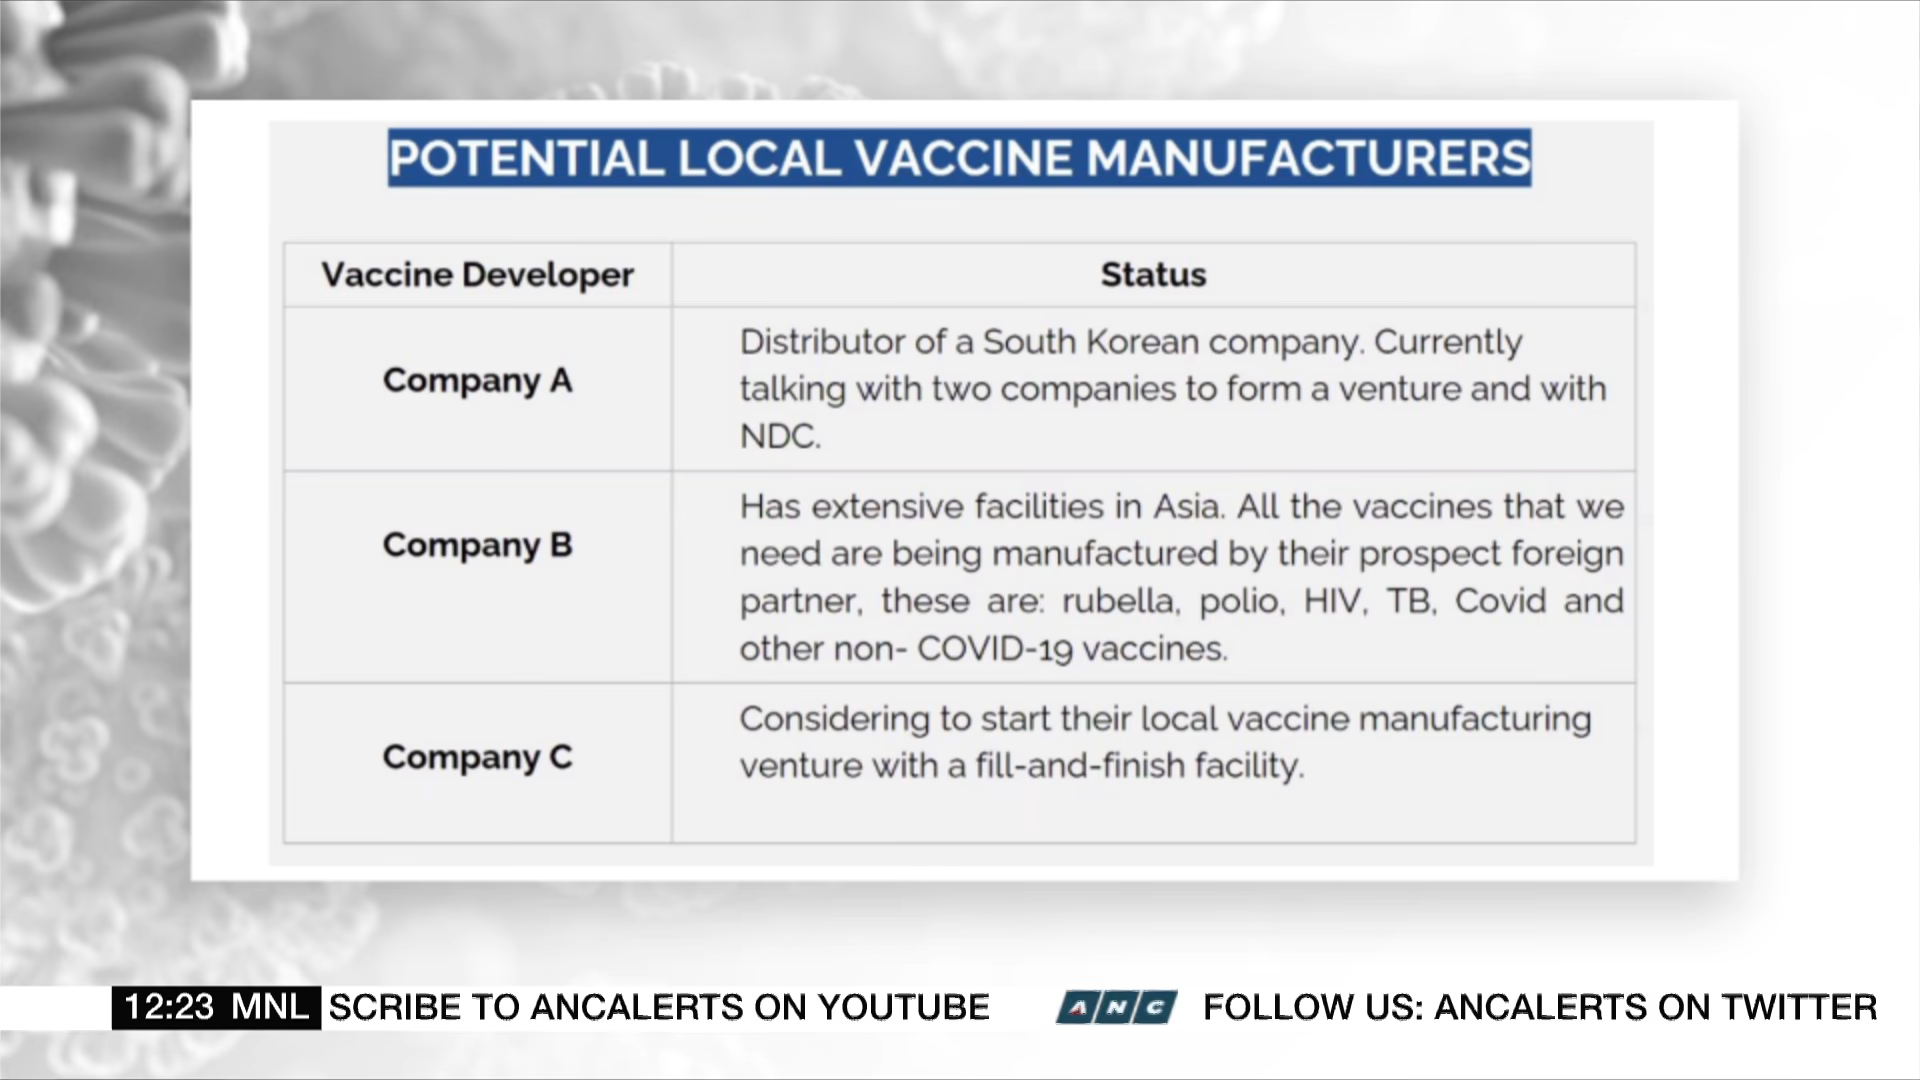 POTENTIAL LOCAL VACCINE MANUFACTURERS
Vaccine Developer
Status
Company A
Distributor of a South Korean company. Currently
talking with two companies to form a venture and with
NDC.
Company B
Has extensive facilities in Asia. All the vaccines that we
need are being manufactured by their prospect foreign
partner, these are: rubella, polio, HIV, TB, Covid and
other non- COVID-19 vaccines.
Company C
Considering to start their local vaccine manufacturing
venture with a fill-and-finish facility.
12:23 MNL SCRIBE TO ANCALERTS ON YOUTUBE ANC FOLLOW US: ANCALERTS ON TWITTER